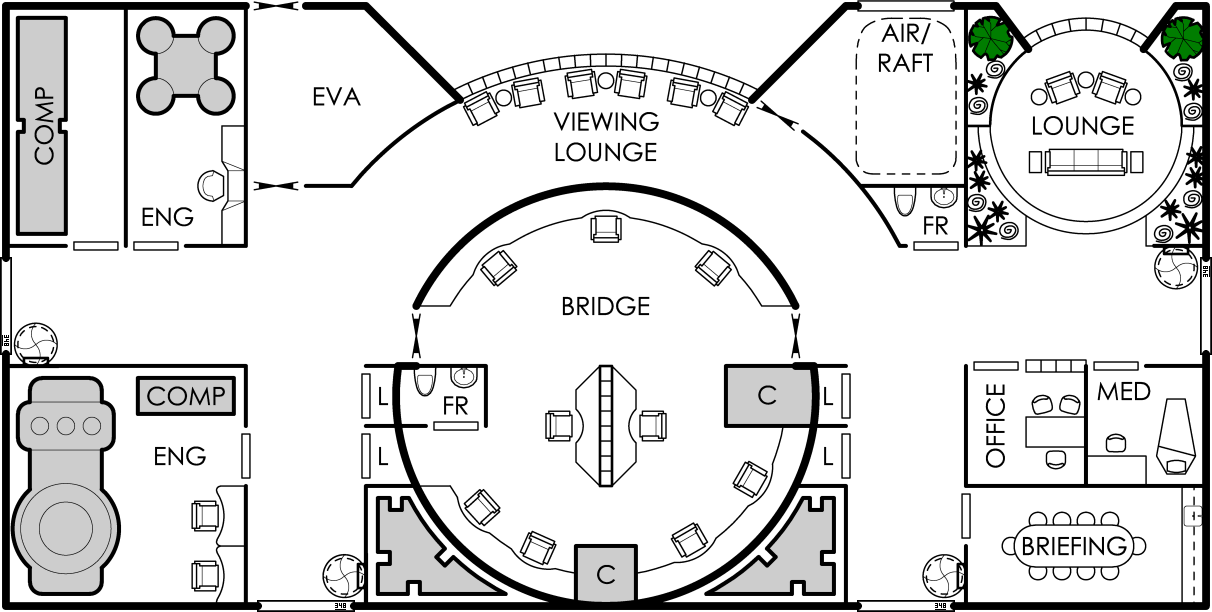 AIR/
RAFT
COMP
EVA
VIEWING
LOUNGE
LOUNGE
ENG
FR
BRIDGE
COMP
L
FR
C
L
OFFICE
MED
ENG
L
L
BRIEFING
C